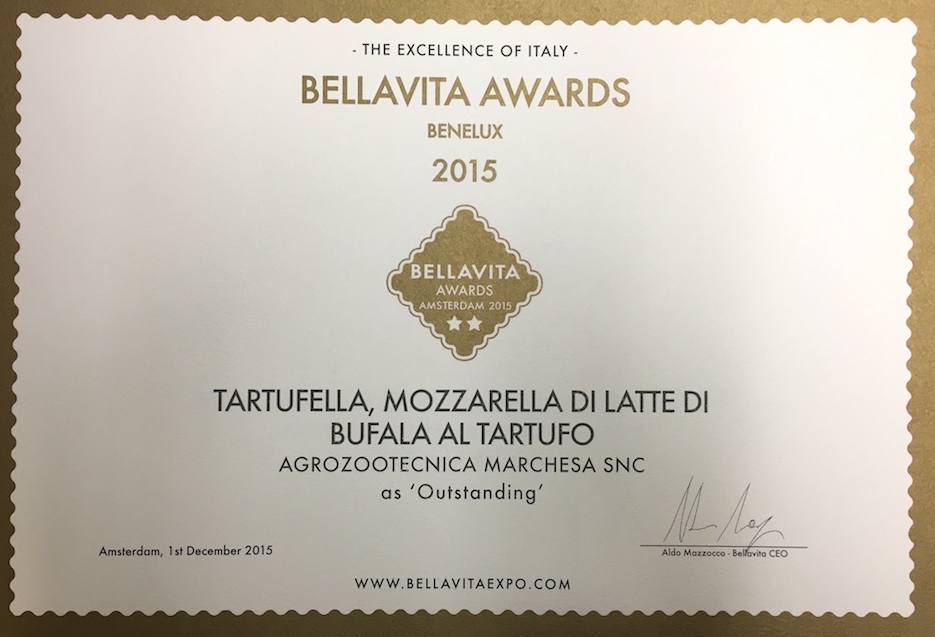 - THE EXCELLENCE OF ITALY -
BELLAVITA AWARDS
BENELUX
2015
BELLAVITA
AWARDS
AMSTERDAM 2015
TARTUFELLA, MOZZARELLA DI LATTE DI
BUFALA AL TARTUFO
AGROZOOTECNICA MARCHESA SNC
as ‘Outstanding’
Amsterdam, 1st December 2015
Aldo Mazzocco - Bellavita CEO
WWW.BELLAVITAEXPO.COM